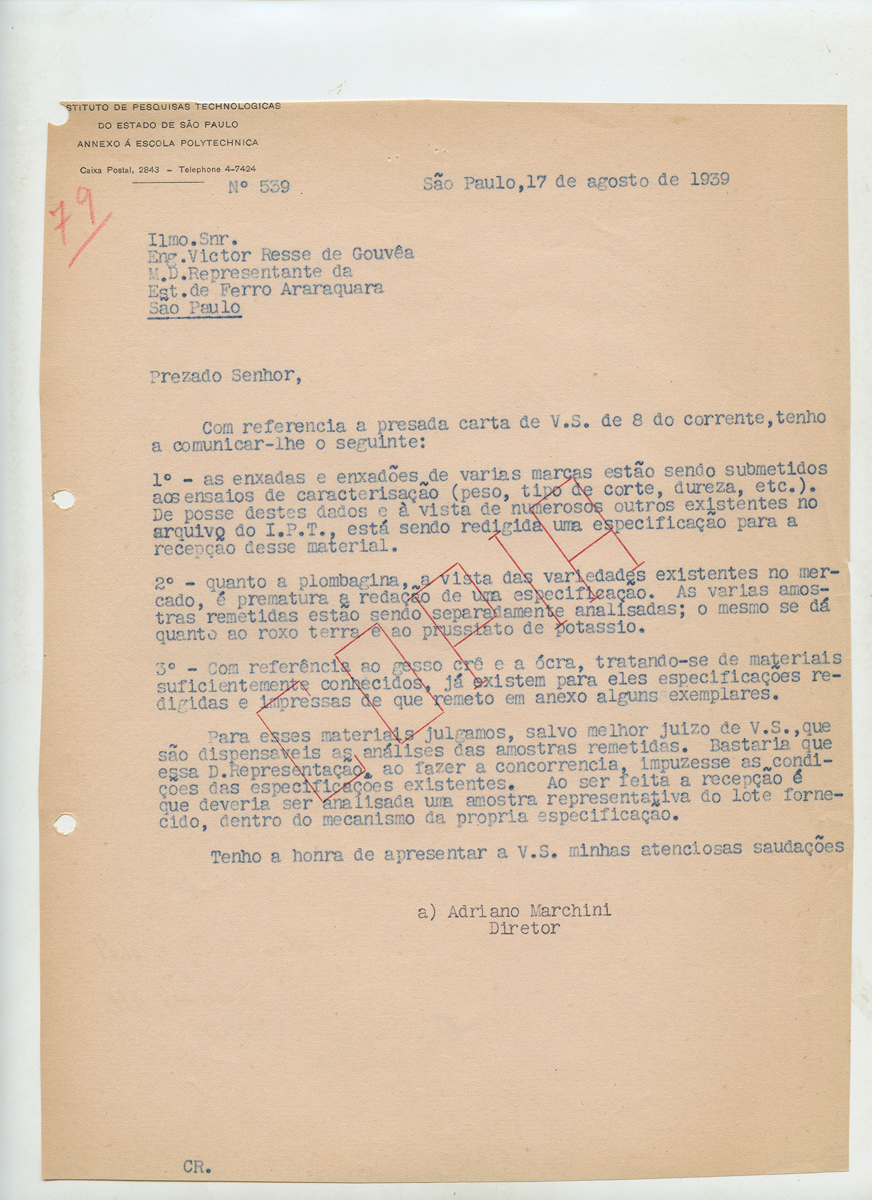 STITUTO DE PESQUISAS TECHNOLOGICAS
DO ESTADO DE SÃO PAULO
ANNEXO Á ESCOLA POLYTECHNICA
Caixa Postal, 2843 - Telephone 4-7424
Nº 539
São Paulo,17 de agosto de 1939
79
Ilmo.Snr.
Eng.Victor Resse de Gouvêa
M.D.Representante da
Est.de Ferro Araraquara
São Paulo
Prezado Senhor,
Com referencia a presada carta de V.S. de 8 do corrente,tenho
a comunicar-lhe o seguinte:
1º - as enxadas e enxadões de varias marcas estão sendo submetidos
aos ensaios de caracterisação (peso, tipo de corte, dureza, etc.).
De posse destes dados e à vista de numerosos outros existentes no
arquivo do I.P.T., está sendo redigida uma especificação para a
recepção desse material.
2º - quanto a plombagina, a vista das variedades existentes no mer-
cado, é prematura a redação de uma especificação. As varias amos-
tras remetidas estão sendo separadamente analisadas; o mesmo se dá
quanto ao roxo terra e ao prussiato de potassio.
3º - Com referência ao gesso crê e a ócra, tratando-se de materiais
suficientemente conhecidos, já existem para eles especificações re-
digidas e impressas de que remeto em anexo alguns exemplares.
Para esses materiais julgamos, salvo melhor juizo de V.S.,que
são dispensaveis as análises das amostras remetidas. Bastaria que
essa D.Representação, ao fazer a concorrencia, impuzesse as condi-
ções das especificações existentes. Ao ser feita a recepção é
que deveria ser analisada uma amostra representativa do lote forne-
cido, dentro do mecanismo da propria especificação.
Tenho a honra de apresentar a V.S. minhas atenciosas saudações
a) Adriano Marchini
Diretor
COPIA
CR.